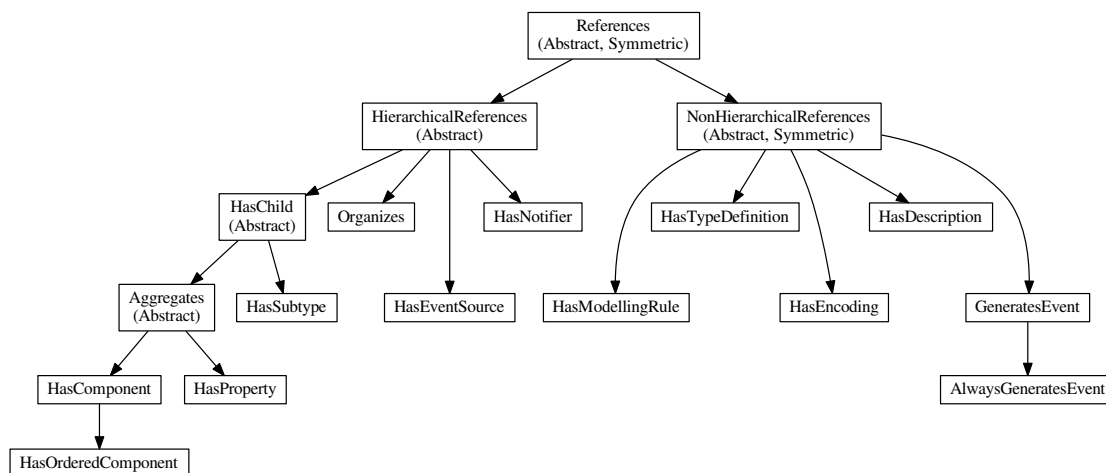 References
(Abstract, Symmetric)
HierarchicalReferences
(Abstract)
NonHierarchicalReferences
(Abstract, Symmetric)
HasChild
(Abstract)
Organizes
HasNotifier
HasTypeDefinition
HasDescription
Aggregates
(Abstract)
HasSubtype
HasEventSource
HasModellingRule
HasEncoding
GeneratesEvent
HasComponent
HasProperty
AlwaysGeneratesEvent
HasOrderedComponent